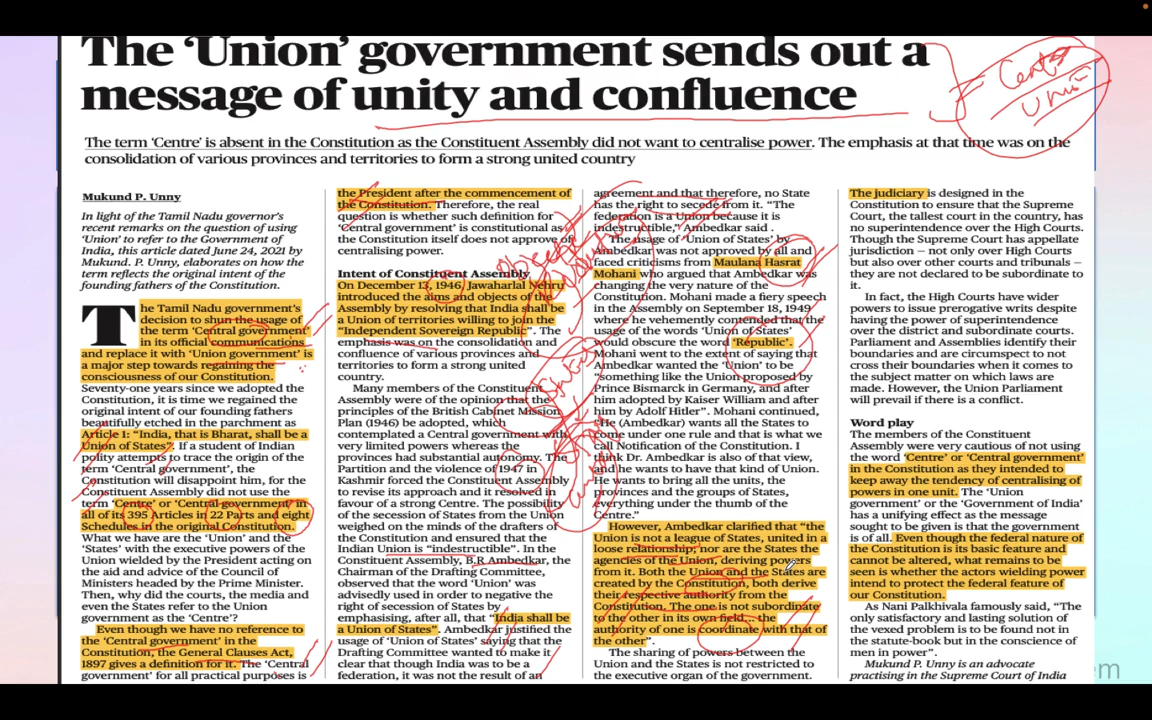 The 'Union' government sends out a
message of unity and confluence
The term 'Centre' is absent in the Constitution as the Constituent Assembly did not want to centralise power. The emphasis at that time was on the
consolidation of various provinces and territories to form a strong united country
Mukund P. Unny
In light of the Tamil Nadu governor's
recent remarks on the question of using
'Union' to refer to the Government of
India, this article dated June 24, 2021 by
Mukund. P. Unny, elaborates on how the
term reflects the original intent of the
founding fathers of the Constitution.
The Tamil Nadu government's
decision to shun the usage of
the term 'Central government'
in its official communications
and replace it with 'Union government' is
a major step towards regaining the
consciousness of our Constitution.
Seventy-one years since we adopted the
Constitution, it is time we regained the
original intent of our founding fathers
beautifully etched in the parchment as
Article 1: "India, that is Bharat, shall be a
Union of States". If a student of Indian
polity attempts to trace the origin of the
term 'Central government', the
Constitution will disappoint him, for the
Constituent Assembly did not use the
term 'Centre' or 'Central government' in
all of its 395 Articles in 22 Parts and eight
Schedules in the original Constitution.
What we have are the 'Union' and the
'States' with the executive powers of the
Union wielded by the President acting on
the aid and advice of the Council of
Ministers headed by the Prime Minister.
Then, why did the courts, the media and
even the States refer to the Union
government as the 'Centre'?
Even though we have no reference to
the 'Central government' in the
Constitution, the General Clauses Act,
1897 gives a definition for it. The 'Central
government' for all practical purposes is
the President after the commencement of
the Constitution. Therefore, the real
question is whether such definition for
'Central government' is constitutional as
the Constitution itself does not approve of
centralising power.
Intent of Constituent Assembly
On December 13, 1946, Jawaharlal Nehru
introduced the aims and objects of the
Assembly by resolving that India shall be
a Union of territories willing to join the
"Independent Sovereign Republic". The
emphasis was on the consolidation and
confluence of various provinces and
territories to form a strong united
country.
Many members of the Constituent
Assembly were of the opinion that the
principles of the British Cabinet Mission
Plan (1946) be adopted, which
contemplated a Central government with
very limited powers whereas the
provinces had substantial autonomy. The
Partition and the violence of 1947 in
Kashmir forced the Constituent Assembly
to revise its approach and it resolved in
favour of a strong Centre. The possibility
of the secession of States from the Union
weighed on the minds of the drafters of
the Constitution and ensured that the
Indian Union is "indestructible". In the
Constituent Assembly, B.R Ambedkar, the
Chairman of the Drafting Committee,
observed that the word 'Union' was
advisedly used in order to negative the
right of secession of States by
emphasising, after all, that "India shall be
a Union of States". Ambedkar justified the
usage of 'Union of States' saying that the
Drafting Committee wanted to make it
clear that though India was to be a
federation, it was not the result of an
agreement and that therefore, no State
has the right to secede from it. "The
federation is a Union because it is
indestructible," Ambedkar said .
The usage of 'Union of States' by
Ambedkar was not approved by all and
faced criticisms from Maulana Hasrat
Mohani who argued that Ambedkar was
changing the very nature of the
Constitution. Mohani made a fiery speech
in the Assembly on September 18, 1949
where he vehemently contended that the
usage of the words 'Union of States'
would obscure the word 'Republic'.
Mohani went to the extent of saying that
Ambedkar wanted the 'Union' to be
"something like the Union proposed by
Prince Bismarck in Germany, and after
him adopted by Kaiser William and after
him by Adolf Hitler". Mohani continued,
"He (Ambedkar) wants all the States to
come under one rule and that is what we
call Notification of the Constitution. I
think Dr. Ambedkar is also of that view,
and he wants to have that kind of Union.
He wants to bring all the units, the
provinces and the groups of States,
everything under the thumb of the
Centre."
However, Ambedkar clarified that "the
Union is not a league of States, united in a
loose relationship; nor are the States the
agencies of the Union, deriving powers
from it. Both the Union and the States are
created by the Constitution, both derive
their respective authority from the
Constitution. The one is not subordinate
to the other in its own field... the
authority of one is coordinate with that of
the other".
The sharing of powers between the
Union and the States is not restricted to
the executive organ of the government.
The judiciary is designed in the
Constitution to ensure that the Supreme
Court, the tallest court in the country, has
no superintendence over the High Courts.
Though the Supreme Court has appellate
jurisdiction – not only over High Courts
but also over other courts and tribunals –
they are not declared to be subordinate to
it.
In fact, the High Courts have wider
powers to issue prerogative writs despite
having the power of superintendence
over the district and subordinate courts.
Parliament and Assemblies identify their
boundaries and are circumspect to not
cross their boundaries when it comes to
the subject matter on which laws are
made. However, the Union Parliament
will prevail if there is a conflict.
Word play
The members of the Constituent
Assembly were very cautious of not using
the word 'Centre' or 'Central government'
in the Constitution as they intended to
keep away the tendency of centralising of
powers in one unit. The 'Union
government' or the 'Government of India'
has a unifying effect as the message
sought to be given is that the government
is of all. Even though the federal nature of
the Constitution is its basic feature and
cannot be altered, what remains to be
seen is whether the actors wielding power
intend to protect the federal feature of
our Constitution.
As Nani Palkhivala famously said, "The
only satisfactory and lasting solution of
the vexed problem is to be found not in
the statute-book but in the conscience of
men in power".
Mukund P. Unny is an advocate
practising in the Supreme Court of India